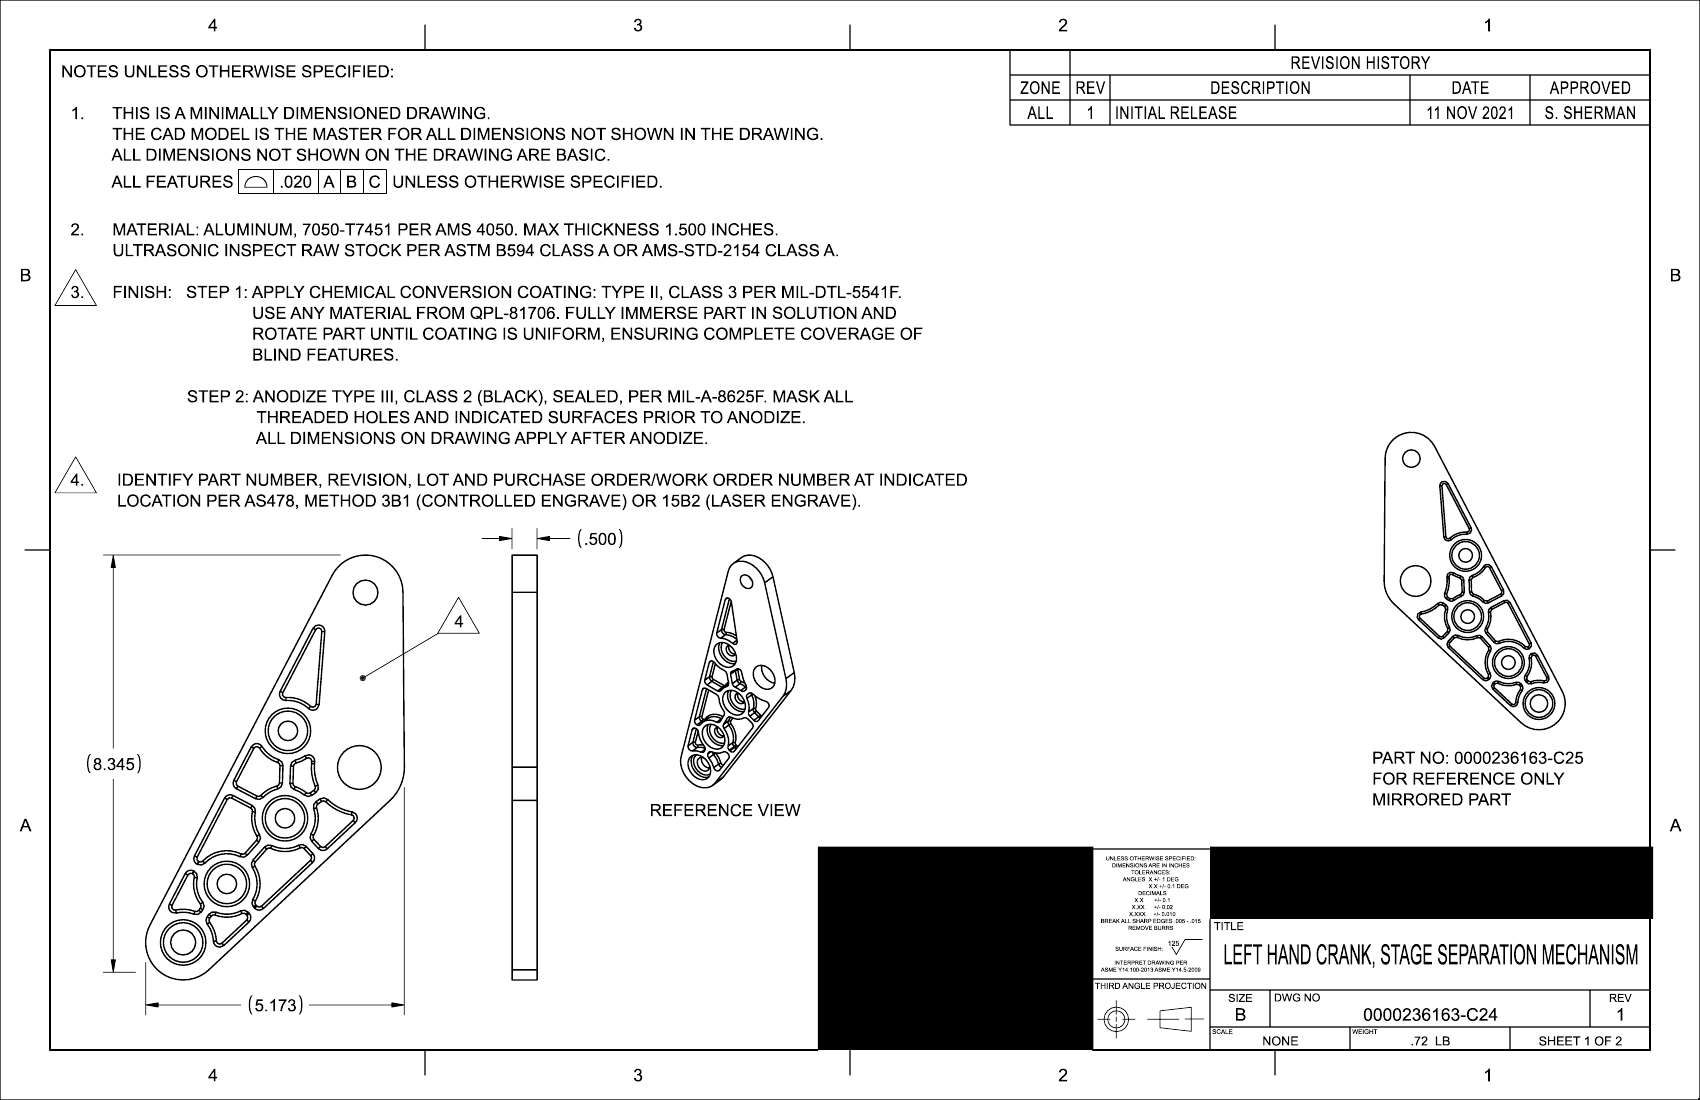 4 3 2 1
NOTES UNLESS OTHERWISE SPECIFIED:
1. THIS IS A MINIMALLY DIMENSIONED DRAWING.
THE CAD MODEL IS THE MASTER FOR ALL DIMENSIONS NOT SHOWN IN THE DRAWING.
ALL DIMENSIONS NOT SHOWN ON THE DRAWING ARE BASIC.
ALL FEATURES ⌓ .020 A B C UNLESS OTHERWISE SPECIFIED.
2. MATERIAL: ALUMINUM, 7050-T7451 PER AMS 4050. MAX THICKNESS 1.500 INCHES.
ULTRASONIC INSPECT RAW STOCK PER ASTM B594 CLASS A OR AMS-STD-2154 CLASS A.
3. FINISH: STEP 1: APPLY CHEMICAL CONVERSION COATING: TYPE II, CLASS 3 PER MIL-DTL-5541F.
USE ANY MATERIAL FROM QPL-81706. FULLY IMMERSE PART IN SOLUTION AND
ROTATE PART UNTIL COATING IS UNIFORM, ENSURING COMPLETE COVERAGE OF
BLIND FEATURES.
STEP 2: ANODIZE TYPE III, CLASS 2 (BLACK), SEALED, PER MIL-A-8625F. MASK ALL
THREADED HOLES AND INDICATED SURFACES PRIOR TO ANODIZE.
ALL DIMENSIONS ON DRAWING APPLY AFTER ANODIZE.
4. IDENTIFY PART NUMBER, REVISION, LOT AND PURCHASE ORDER/WORK ORDER NUMBER AT INDICATED
LOCATION PER AS478, METHOD 3B1 (CONTROLLED ENGRAVE) OR 15B2 (LASER ENGRAVE).
REVISION HISTORY
ZONE REV DESCRIPTION DATE APPROVED
ALL 1 INITIAL RELEASE 11 NOV 2021 S. SHERMAN
B B
(.500)
4
(8.345)
(5.173)
REFERENCE VIEW
PART NO: 0000236163-C25
FOR REFERENCE ONLY
MIRRORED PART
A A
UNLESS OTHERWISE SPECIFIED:
DIMENSIONS ARE IN INCHES
TOLERANCES:
ANGLES X +/- 1 DEG
X.X +/- 0.1 DEG
DECIMALS
X.X +/- 0.1
X.XX +/- 0.02
X.XXX +/- 0.010
BREAK ALL SHARP EDGES .005 - .015
REMOVE BURRS
SURFACE FINISH: 125
INTERPRET DRAWING PER
ASME Y14.100-2013 ASME Y14.5-2009
THIRD ANGLE PROJECTION
TITLE
LEFT HAND CRANK, STAGE SEPARATION MECHANISM
SIZE DWG NO REV
B 0000236163-C24 1
SCALE NONE WEIGHT .72 LB SHEET 1 OF 2
4 3 2 1